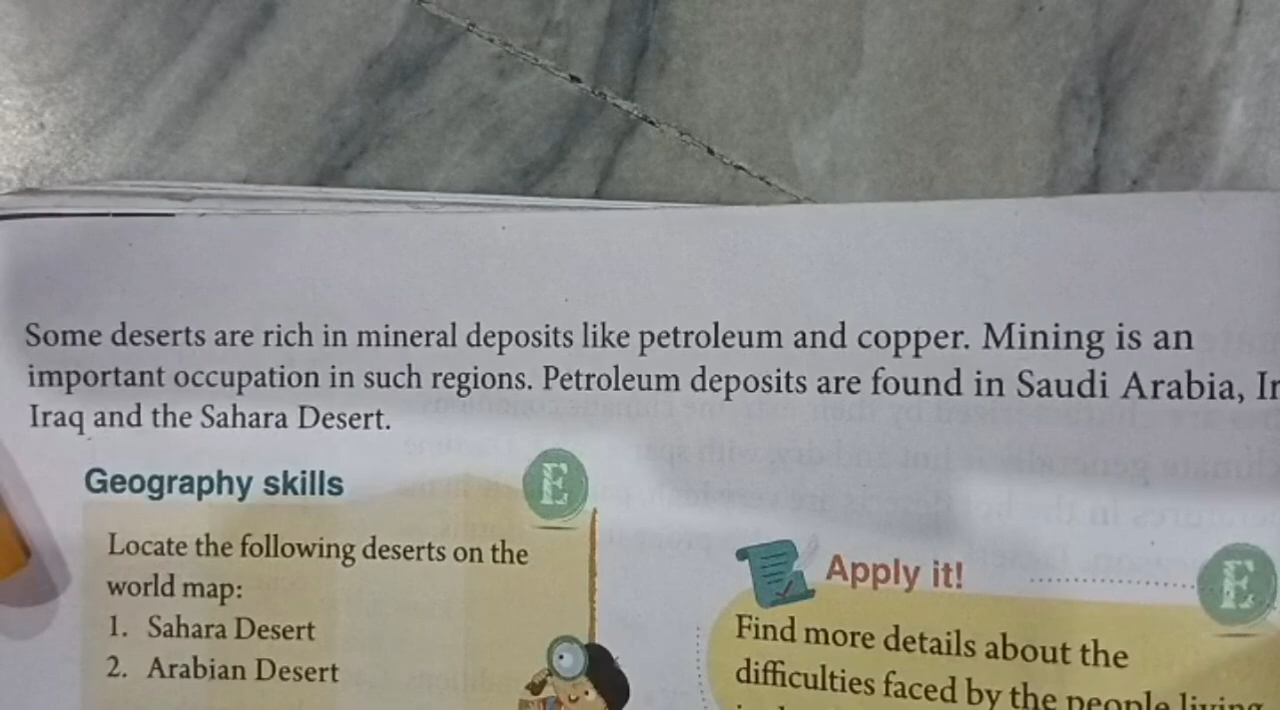 Some deserts are rich in mineral deposits like petroleum and copper. Mining is an
important occupation in such regions. Petroleum deposits are found in Saudi Arabia,
Iraq and the Sahara Desert.
Geography skills
E
Locate the following deserts on the
world map:
1. Sahara Desert
2. Arabian Desert
Apply it!
E
Find more details about the
difficulties faced by the people living